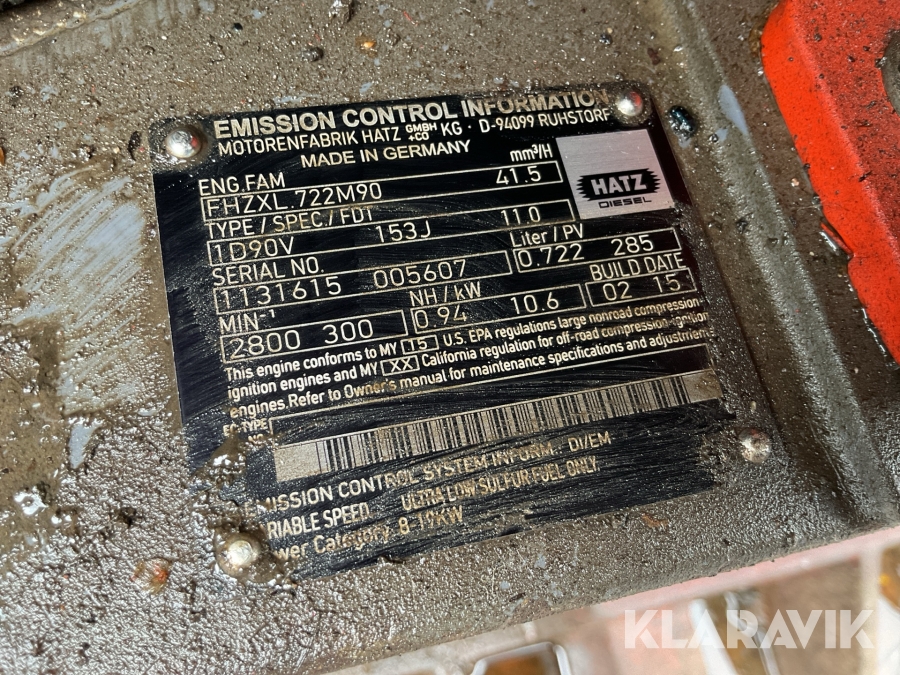 EMISSION CONTROL INFORMATION
MOTORENFABRIK HATZ GMBH +CO KG · D-94099 RUHSTORF
MADE IN GERMANY
ENG.FAM mm³/H
FHZXL.722M90 41.5
HATZ
DIESEL
TYPE / SPEC / FDT Liter / PV
1D90V 153J 11.0 0.722 285
SERIAL NO. BUILD DATE
1131615 005607 02 15
MIN-¹ NH / kW
2800 300 0.94 10.6
This engine conforms to MY 15 U.S. EPA regulations large nonroad compression-
ignition engines and MY XX California regulation for off-road compression-ignition
engines. Refer to Owner's manual for maintenance specifications and adjustment
EMISSION CONTROL SYSTEM INFORM. DI/EM
RIABLE SPEED ULTRA LOW SULFUR FUEL ONLY
wer Category: 8-19KW
KLARAVIK